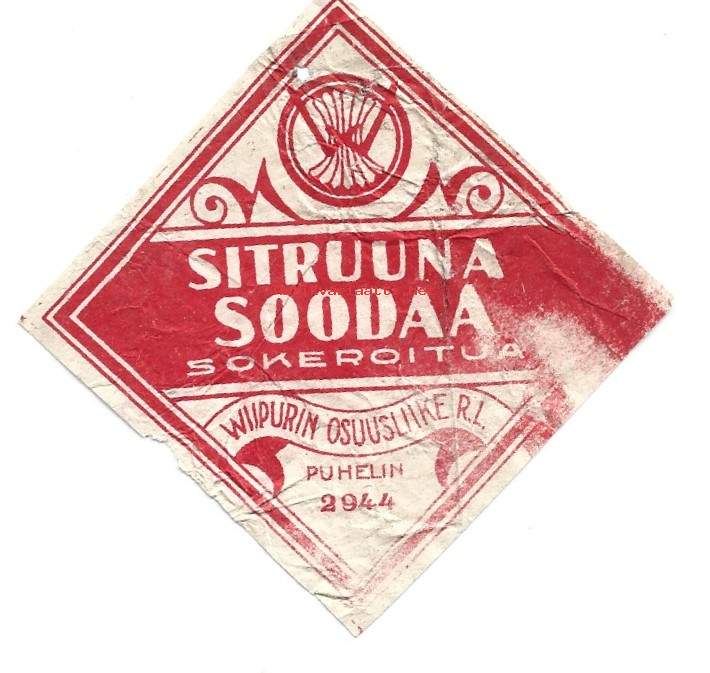 SITRUUNA
SOODAA
SOKEROITUA
WIIPURIN OSUUSLIIKE R.L.
PUHELIN
2944